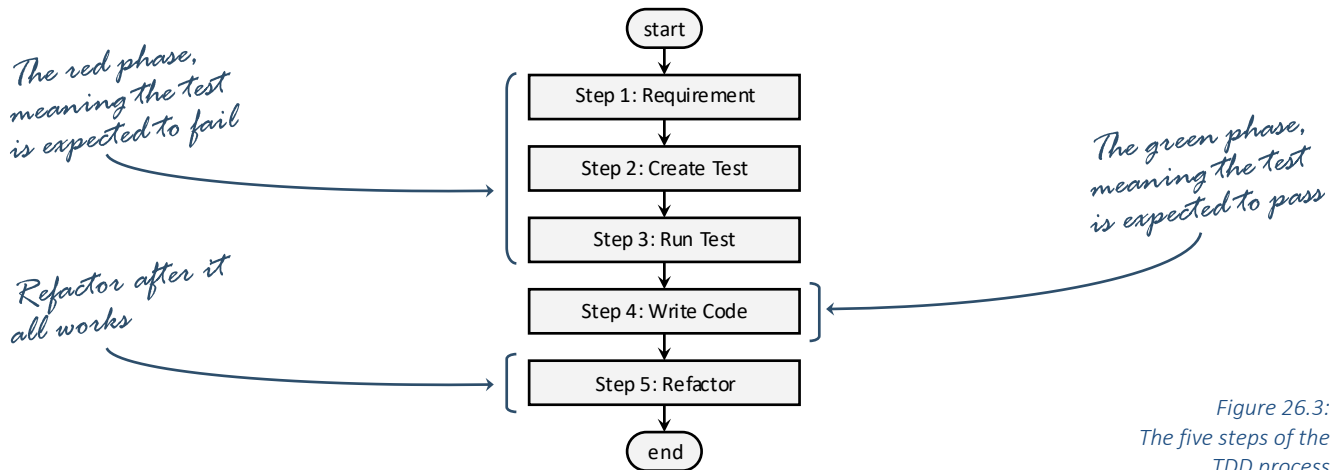 start
The red phase,
meaning the test
is expected to fail
Step 1: Requirement
Step 2: Create Test
Step 3: Run Test
The green phase,
meaning the test
is expected to pass
Refactor after it
all works
Step 4: Write Code
Step 5: Refactor
end
Figure 26.3:
The five steps of the
TDD process